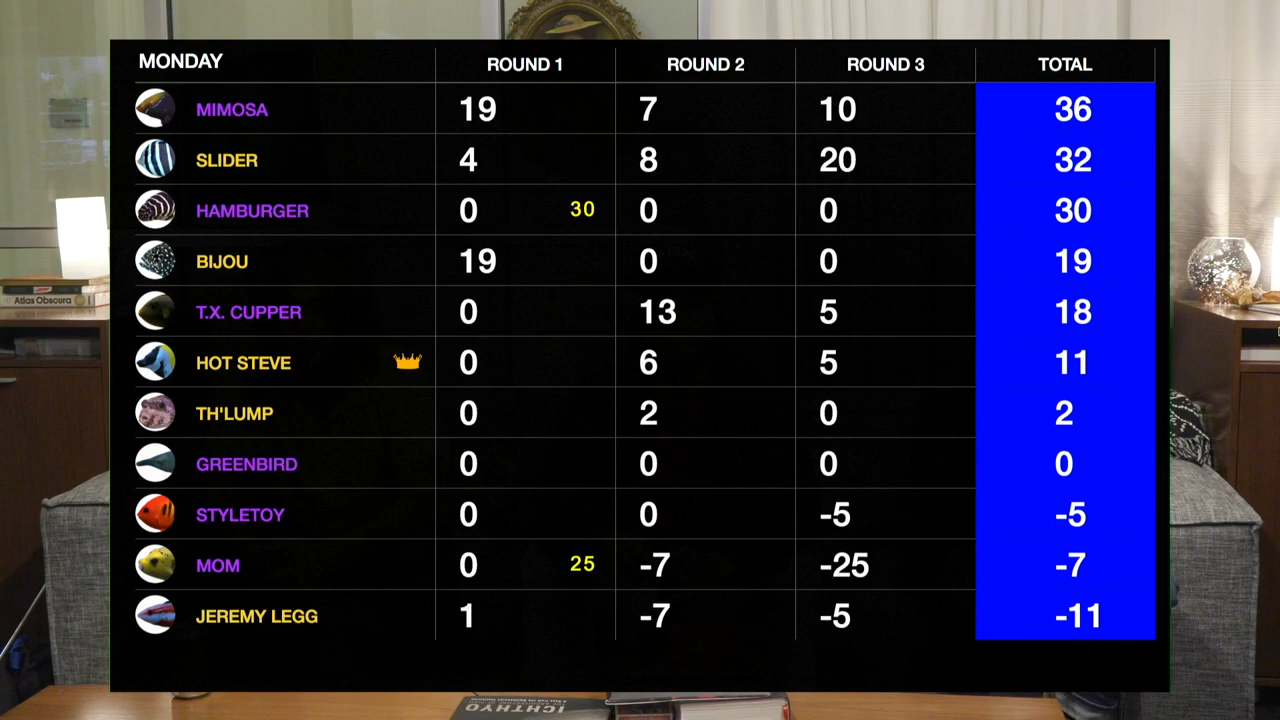 MONDAY ROUND 1 ROUND 2 ROUND 3 TOTAL
MIMOSA 19 7 10 36
SLIDER 4 8 20 32
HAMBURGER 0 30 0 0 30
BIJOU 19 0 0 19
T.X. CUPPER 0 13 5 18
HOT STEVE 0 6 5 11
TH'LUMP 0 2 0 2
GREENBIRD 0 0 0 0
STYLETOY 0 0 -5 -5
MOM 0 25 -7 -25 -7
JEREMY LEGG 1 -7 -5 -11
Atlas Obscura
ICHTHYO